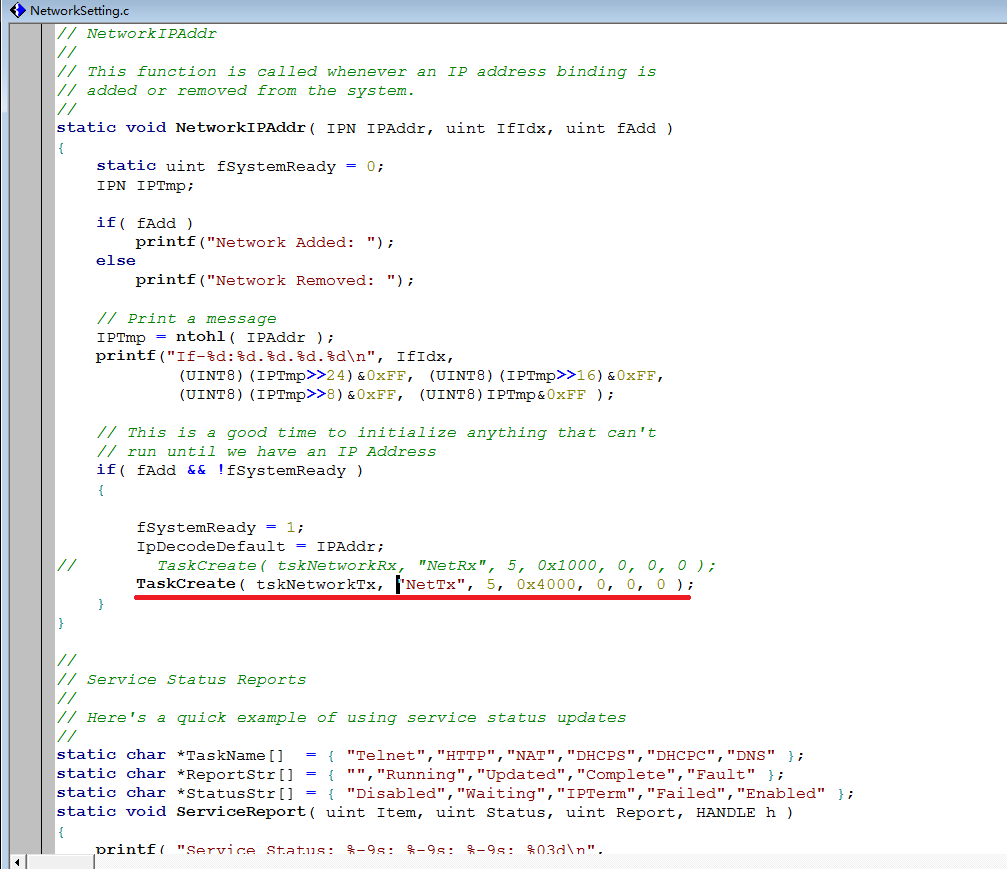 NetworkSetting.c
// NetworkIPAddr
//
// This function is called whenever an IP address binding is
// added or removed from the system.
//
static void NetworkIPAddr( IPN IPAddr, uint IfIdx, uint fAdd )
{
    static uint fSystemReady = 0;
    IPN IPTmp;

    if( fAdd )
        printf("Network Added: ");
    else
        printf("Network Removed: ");

    // Print a message
    IPTmp = ntohl( IPAddr );
    printf("If-%d:%d.%d.%d.%d\n", IfIdx,
            (UINT8)(IPTmp>>24)&0xFF, (UINT8)(IPTmp>>16)&0xFF,
            (UINT8)(IPTmp>>8)&0xFF, (UINT8)IPTmp&0xFF );

    // This is a good time to initialize anything that can't
    // run until we have an IP Address
    if( fAdd && !fSystemReady )
    {

        fSystemReady = 1;
        IpDecodeDefault = IPAddr;
//        TaskCreate( tskNetworkRx, "NetRx", 5, 0x1000, 0, 0, 0 );
        TaskCreate( tskNetworkTx, "NetTx", 5, 0x4000, 0, 0, 0 );
    }
}

//
// Service Status Reports
//
// Here's a quick example of using service status updates
//
static char *TaskName[]  = { "Telnet","HTTP","NAT","DHCPS","DHCPC","DNS" };
static char *ReportStr[] = { "","Running","Updated","Complete","Fault" };
static char *StatusStr[] = { "Disabled","Waiting","IPTerm","Failed","Enabled" };
static void ServiceReport( uint Item, uint Status, uint Report, HANDLE h )
{
    printf( "Service Status: %-9s: %-9s: %-9s: %03d\n",